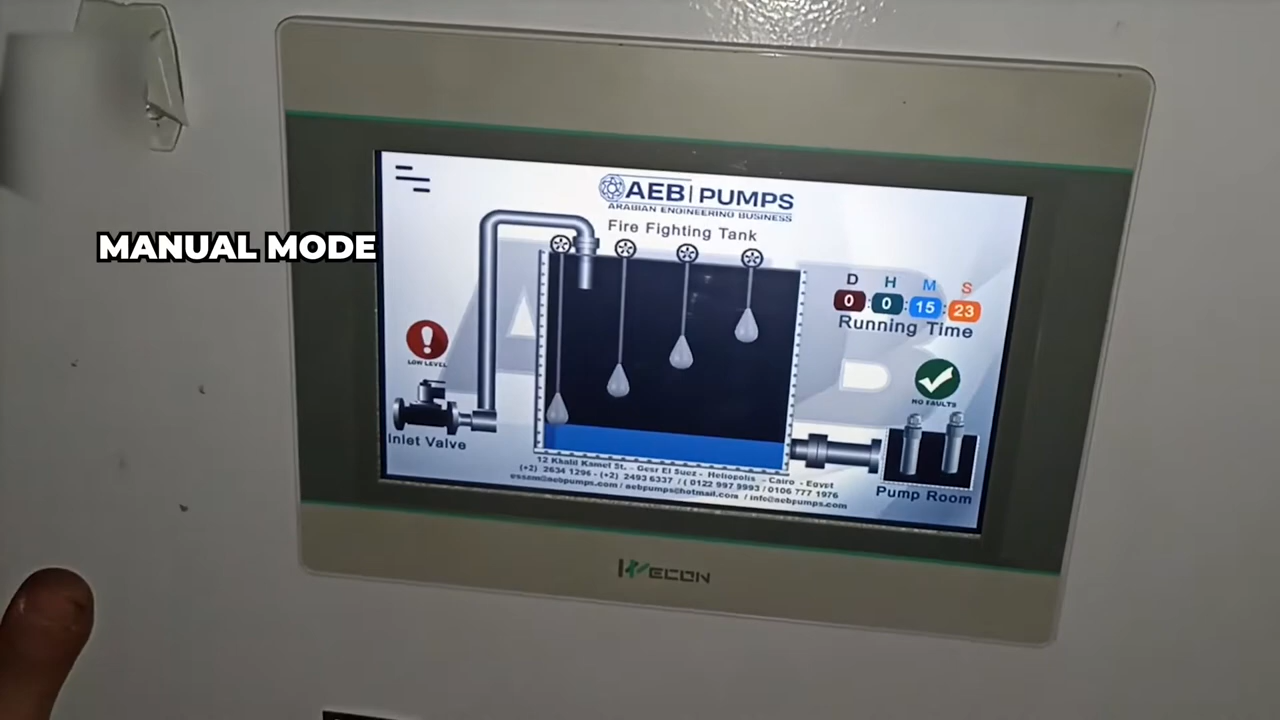 AEB | PUMPS
ARABIAN ENGINEERING BUSINESS
Fire Fighting Tank
MANUAL MODE
D H M S
0 : 0 : 15 : 23
Running Time
LOW LEVEL
NO FAULTS
Inlet Valve
Pump Room
12 Khalil Kamel St. - Gesr El Suez - Heliopolis - Cairo - Egypt
(+2) 2634 1296 - (+2) 2493 6337 / ( 0122 997 9993 / 0106 777 1976
essam@aebpumps.com / aebpumps@hotmail.com / info@aebpumps.com
WECON